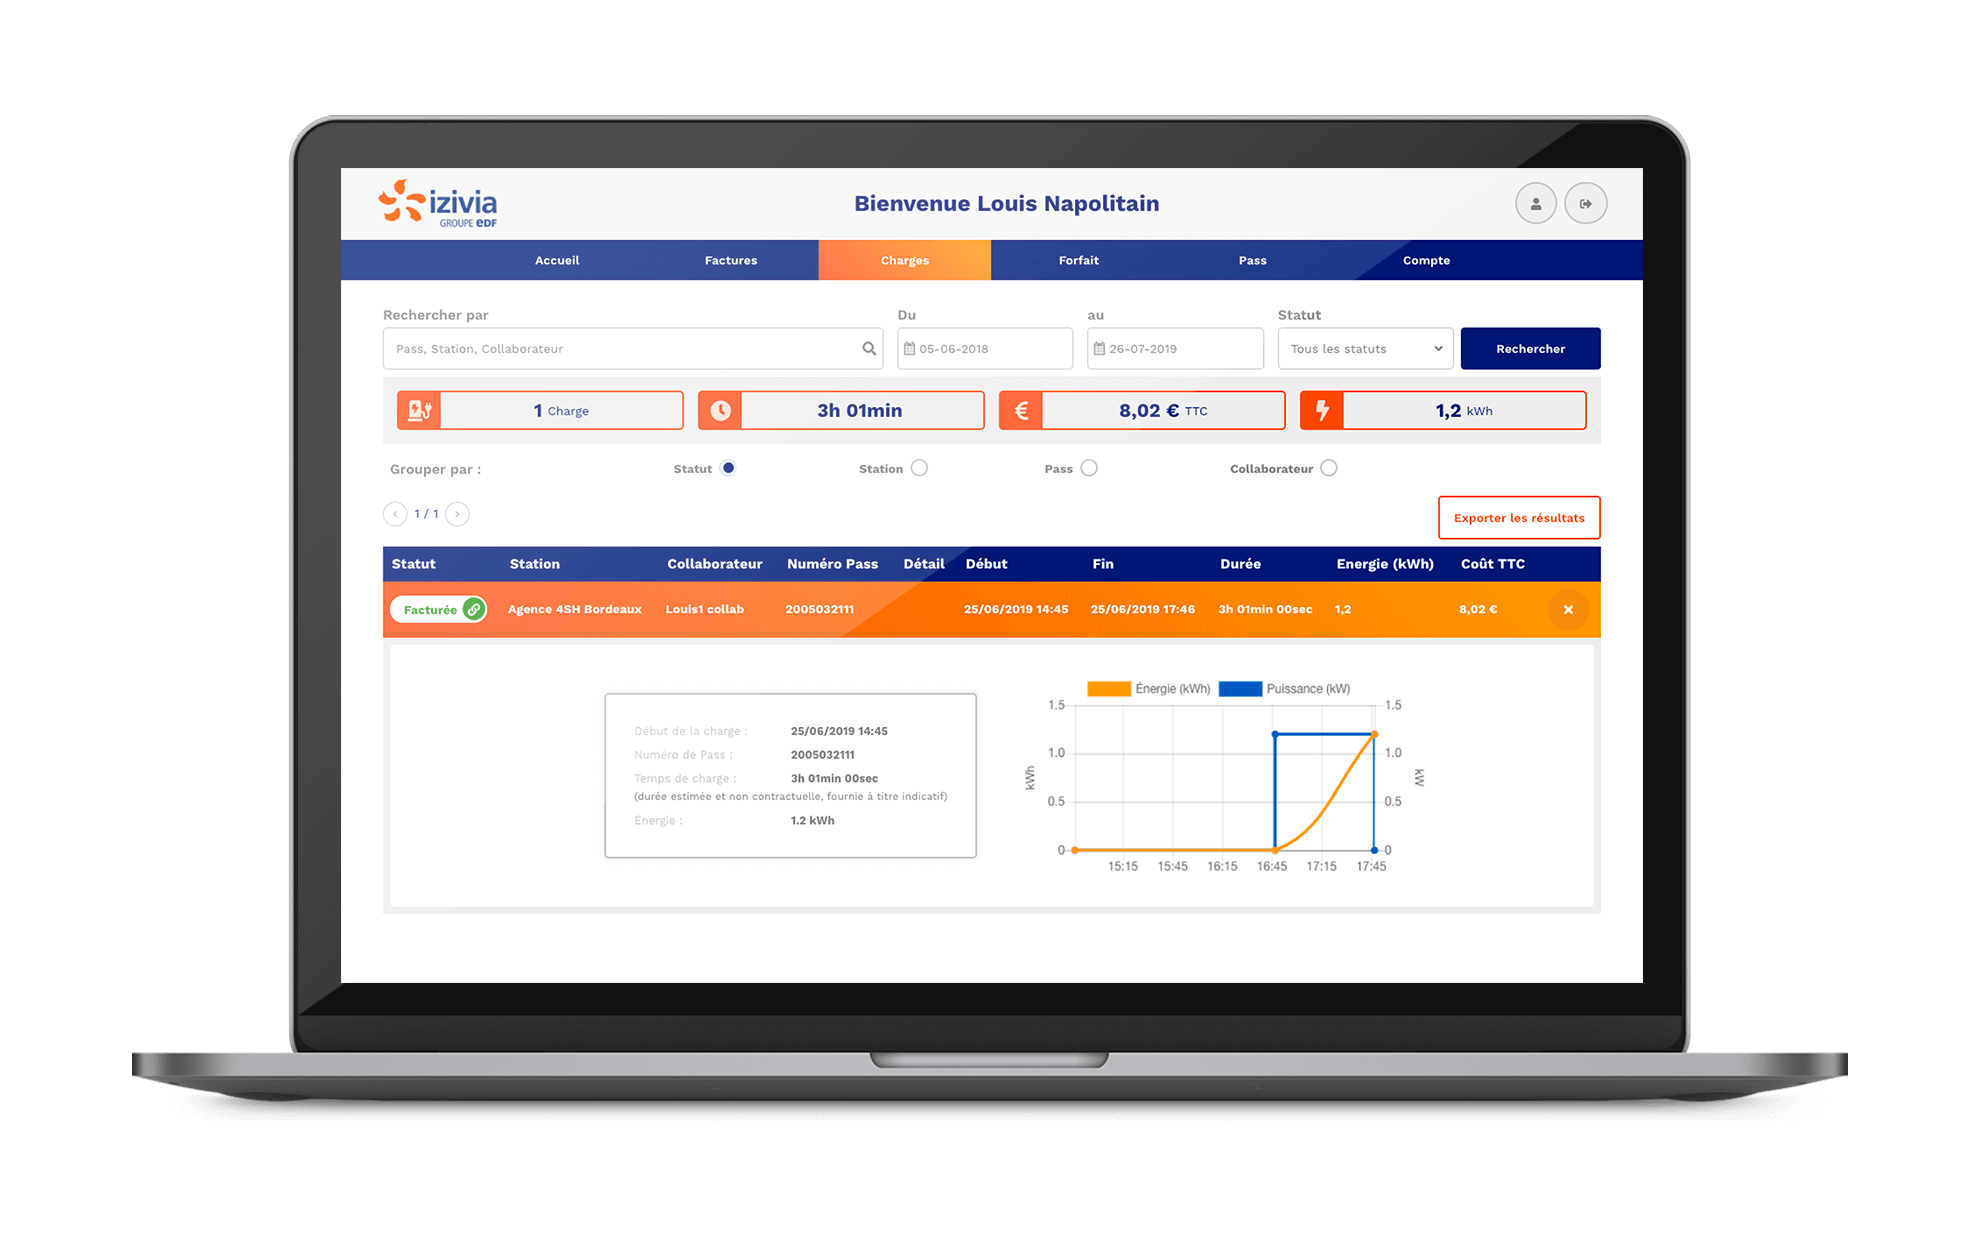 izivia
GROUPE eDF
Bienvenue Louis Napolitain
Accueil Factures Charges Forfait Pass Compte
Rechercher par Du au Statut
Pass, Station, Collaborateur 05-06-2018 26-07-2019 Tous les statuts Rechercher
1 Charge 3h 01min € 8,02 € TTC 1,2 kWh
Grouper par : Statut Station Pass Collaborateur
< 1 / 1 >
Exporter les résultats
Statut Station Collaborateur Numéro Pass Détail Début Fin Durée Energie (kWh) Coût TTC
Facturée Agence 4SH Bordeaux Louis1 collab 2005032111 25/06/2019 14:45 25/06/2019 17:46 3h 01min 00sec 1,2 8,02 €
Début de la charge : 25/06/2019 14:45
Numéro de Pass : 2005032111
Temps de charge : 3h 01min 00sec
(durée estimée et non contractuelle, fournie à titre indicatif)
Énergie : 1.2 kWh
Énergie (kWh) Puissance (kW)
1.5 1.5
1.0 1.0
kWh kW
0.5 0.5
0 0
15:15 15:45 16:15 16:45 17:15 17:45